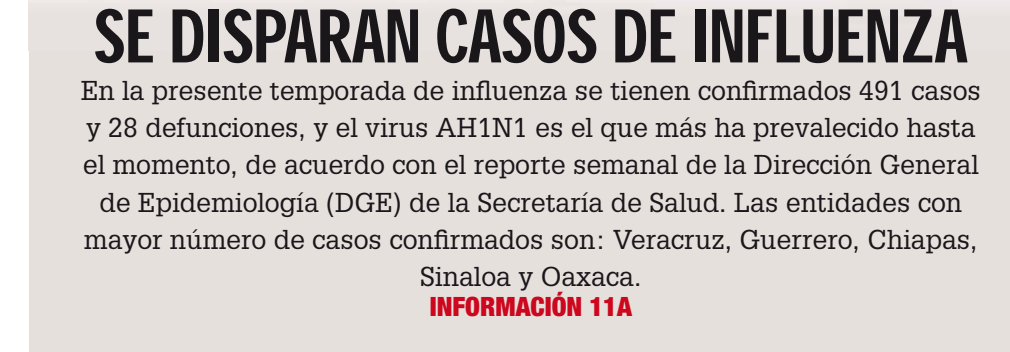 SE DISPARAN CASOS DE INFLUENZA
En la presente temporada de influenza se tienen confirmados 491 casos
y 28 defunciones, y el virus AH1N1 es el que más ha prevalecido hasta
el momento, de acuerdo con el reporte semanal de la Dirección General
de Epidemiología (DGE) de la Secretaría de Salud. Las entidades con
mayor número de casos confirmados son: Veracruz, Guerrero, Chiapas,
Sinaloa y Oaxaca.
INFORMACIÓN 11A